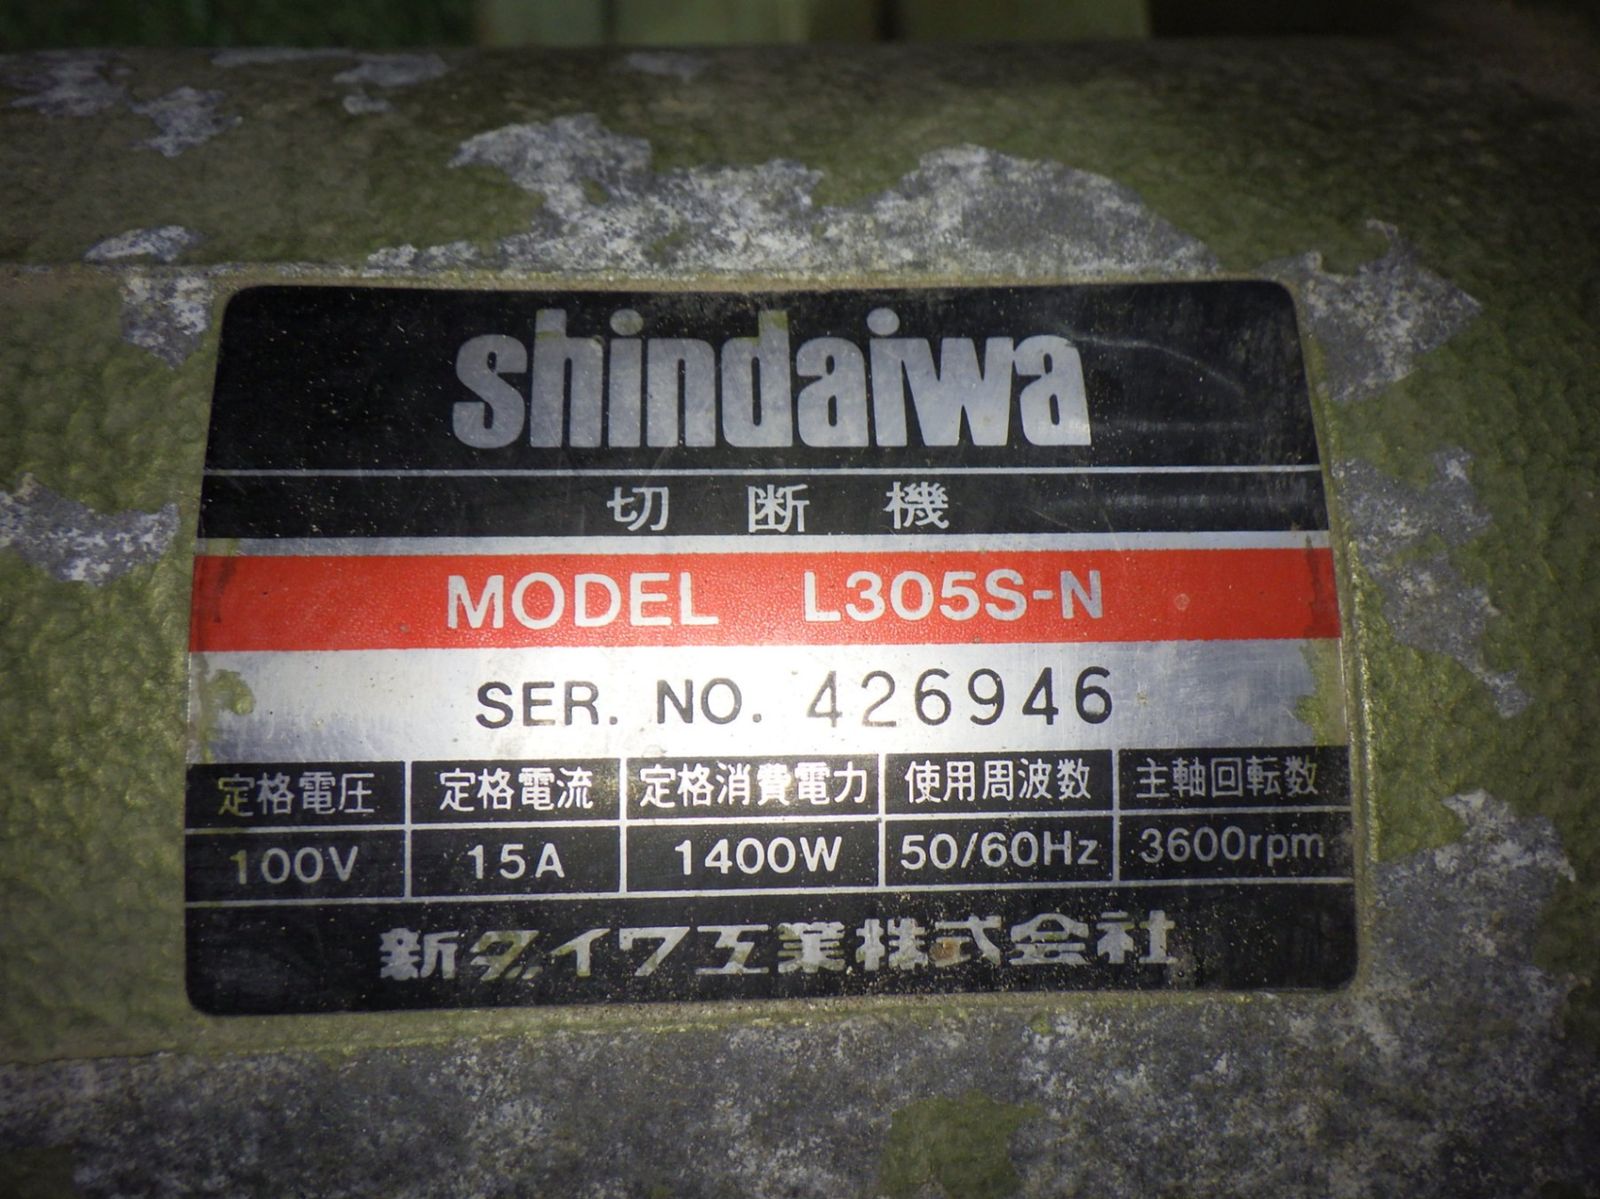 shindaiwa
切断機
MODEL L305S-N
SER. NO. 426946
定格電圧 定格電流 定格消費電力 使用周波数 主軸回転数
100V 15A 1400W 50/60Hz 3600rpm
新ダイワ工業株式会社